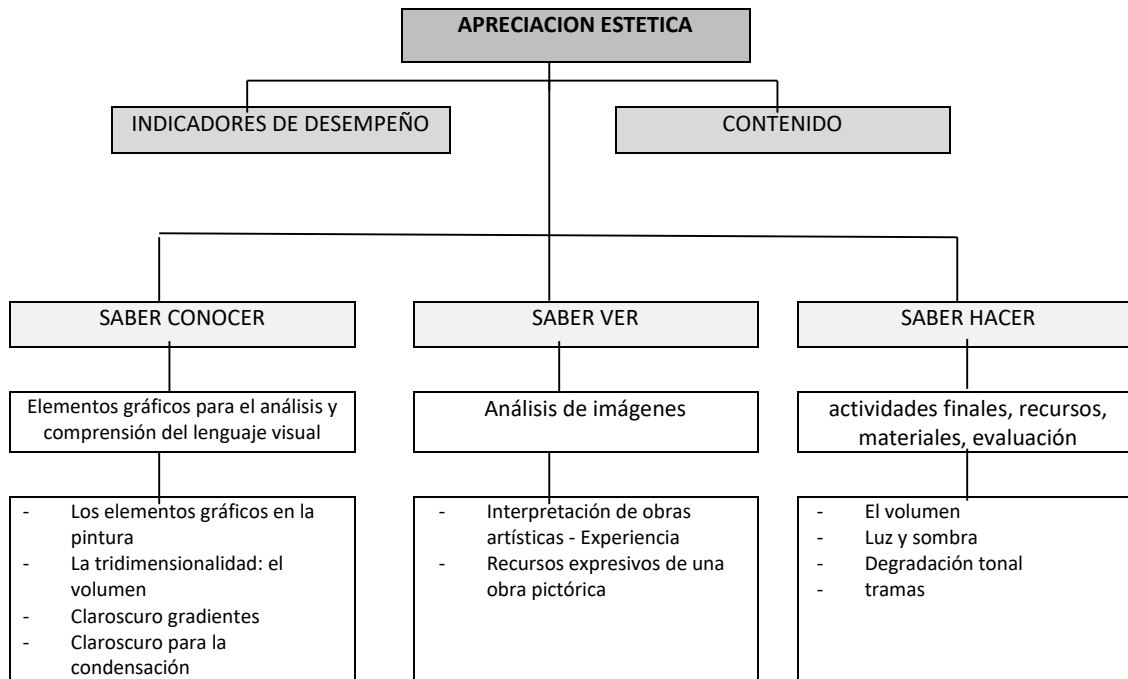 APRECIACION ESTETICA
INDICADORES DE DESEMPEÑO
CONTENIDO
SABER CONOCER
SABER VER
SABER HACER
Elementos gráficos para el análisis y
comprensión del lenguaje visual
Análisis de imágenes
actividades finales, recursos,
materiales, evaluación
- Los elementos gráficos en la
pintura
- La tridimensionalidad: el
volumen
- Claroscuro gradientes
- Claroscuro para la
condensación
- Interpretación de obras
artísticas - Experiencia
- Recursos expresivos de una
obra pictórica
- El volumen
- Luz y sombra
- Degradación tonal
- tramas